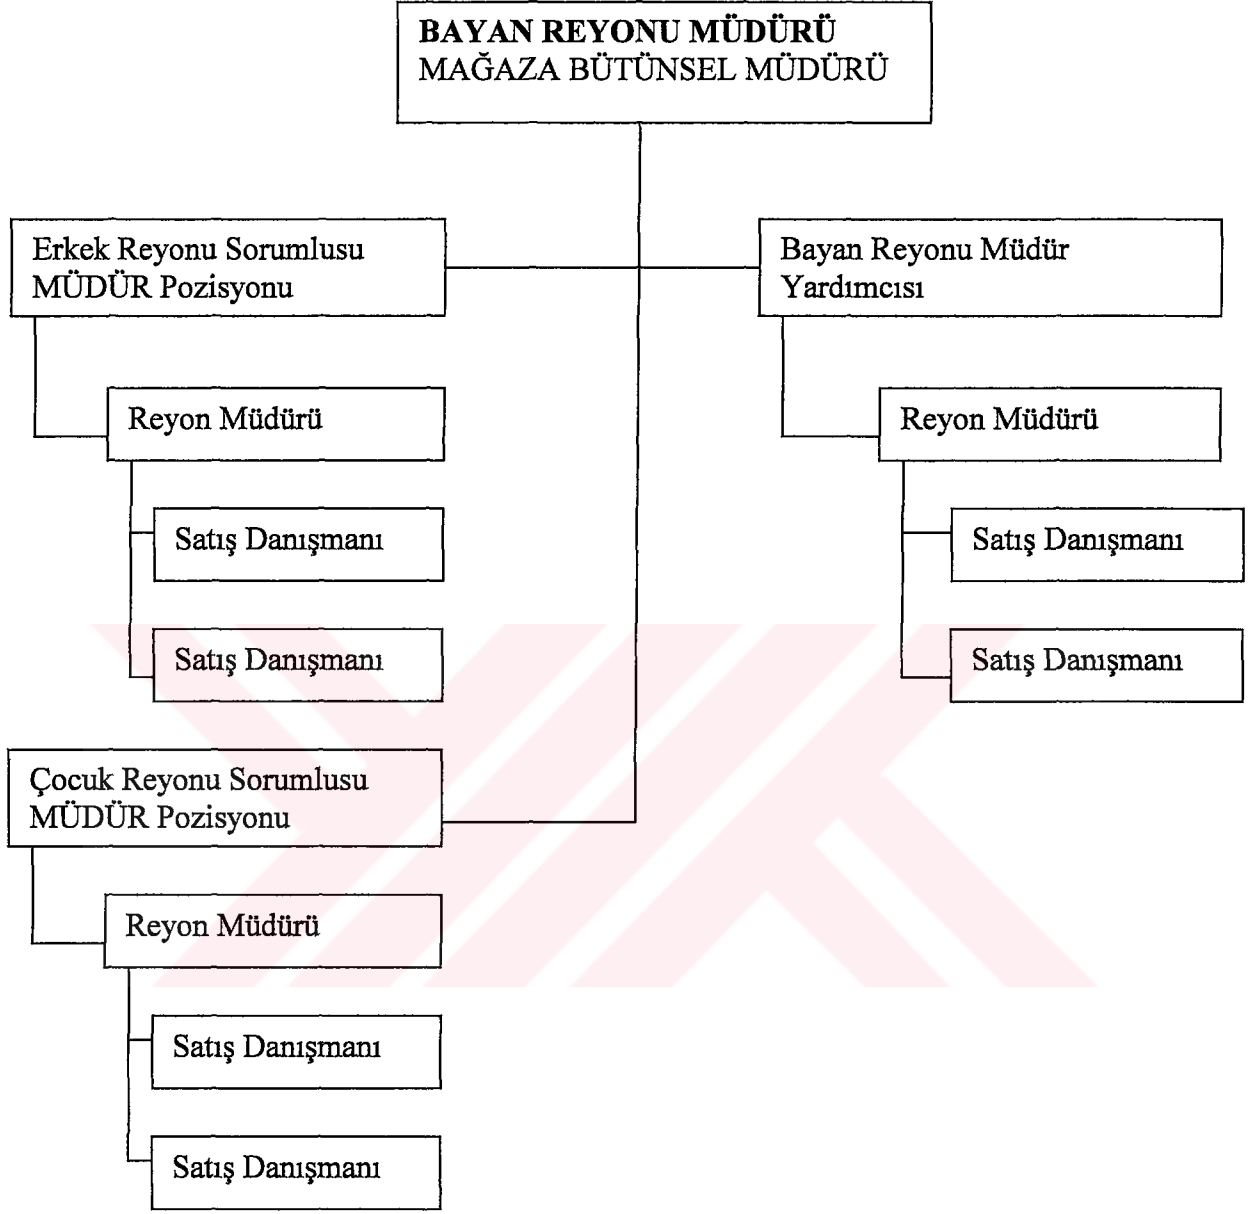 BAYAN REYONU MÜDÜRÜ
MAĞAZA BÜTÜNSEL MÜDÜRÜ
Erkek Reyonu Sorumlusu
MÜDÜR Pozisyonu
Reyon Müdürü
Satış Danışmanı
Satış Danışmanı
Bayan Reyonu Müdür
Yardımcısı
Reyon Müdürü
Satış Danışmanı
Satış Danışmanı
Çocuk Reyonu Sorumlusu
MÜDÜR Pozisyonu
Reyon Müdürü
Satış Danışmanı
Satış Danışmanı